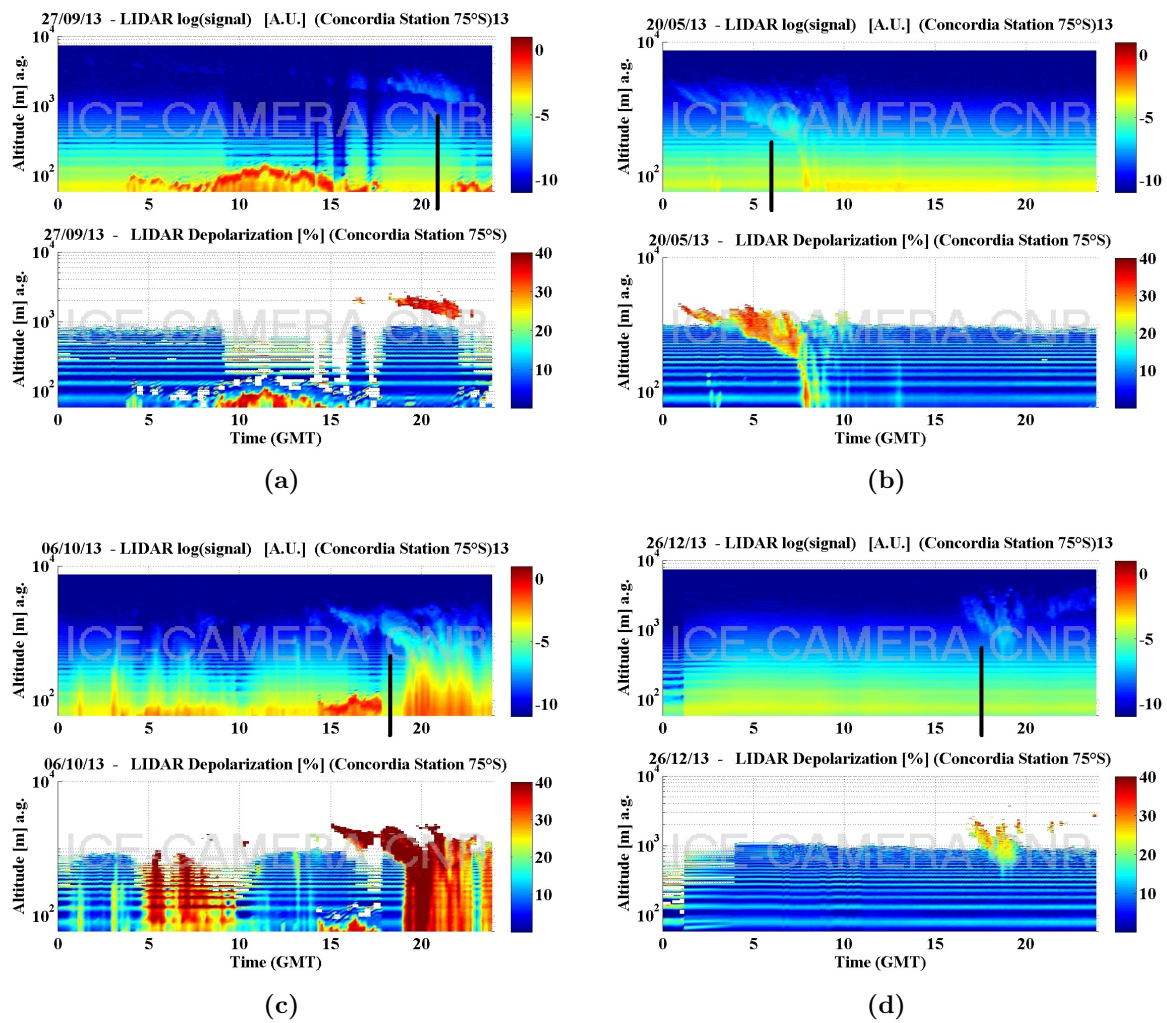 27/09/13 - LIDAR log(signal) [A.U.] (Concordia Station 75°S)13
Altitude [m] a.g.
10^4
10^3
10^2
ICE-CAMERA CNR
0
-5
-10
0 5 10 15 20
27/09/13 - LIDAR Depolarization [%] (Concordia Station 75°S)
Altitude [m] a.g.
10^4
10^3
10^2
ICE-CAMERA CNR
40
30
20
10
0 5 10 15 20
Time (GMT)
(a)
20/05/13 - LIDAR log(signal) [A.U.] (Concordia Station 75°S)13
Altitude [m] a.g.
10^4
10^3
10^2
ICE-CAMERA CNR
0
-5
-10
0 5 10 15 20
20/05/13 - LIDAR Depolarization [%] (Concordia Station 75°S)
Altitude [m] a.g.
10^4
10^3
10^2
ICE-CAMERA CNR
40
30
20
10
0 5 10 15 20
Time (GMT)
(b)
06/10/13 - LIDAR log(signal) [A.U.] (Concordia Station 75°S)13
Altitude [m] a.g.
10^4
10^3
10^2
ICE-CAMERA CNR
0
-5
-10
0 5 10 15 20
06/10/13 - LIDAR Depolarization [%] (Concordia Station 75°S)
Altitude [m] a.g.
10^4
10^3
10^2
ICE-CAMERA CNR
40
30
20
10
0 5 10 15 20
Time (GMT)
(c)
26/12/13 - LIDAR log(signal) [A.U.] (Concordia Station 75°S)13
Altitude [m] a.g.
10^4
10^3
10^2
ICE-CAMERA CNR
0
-5
-10
0 5 10 15 20
26/12/13 - LIDAR Depolarization [%] (Concordia Station 75°S)
Altitude [m] a.g.
10^4
10^3
10^2
ICE-CAMERA CNR
40
30
20
10
0 5 10 15 20
Time (GMT)
(d)